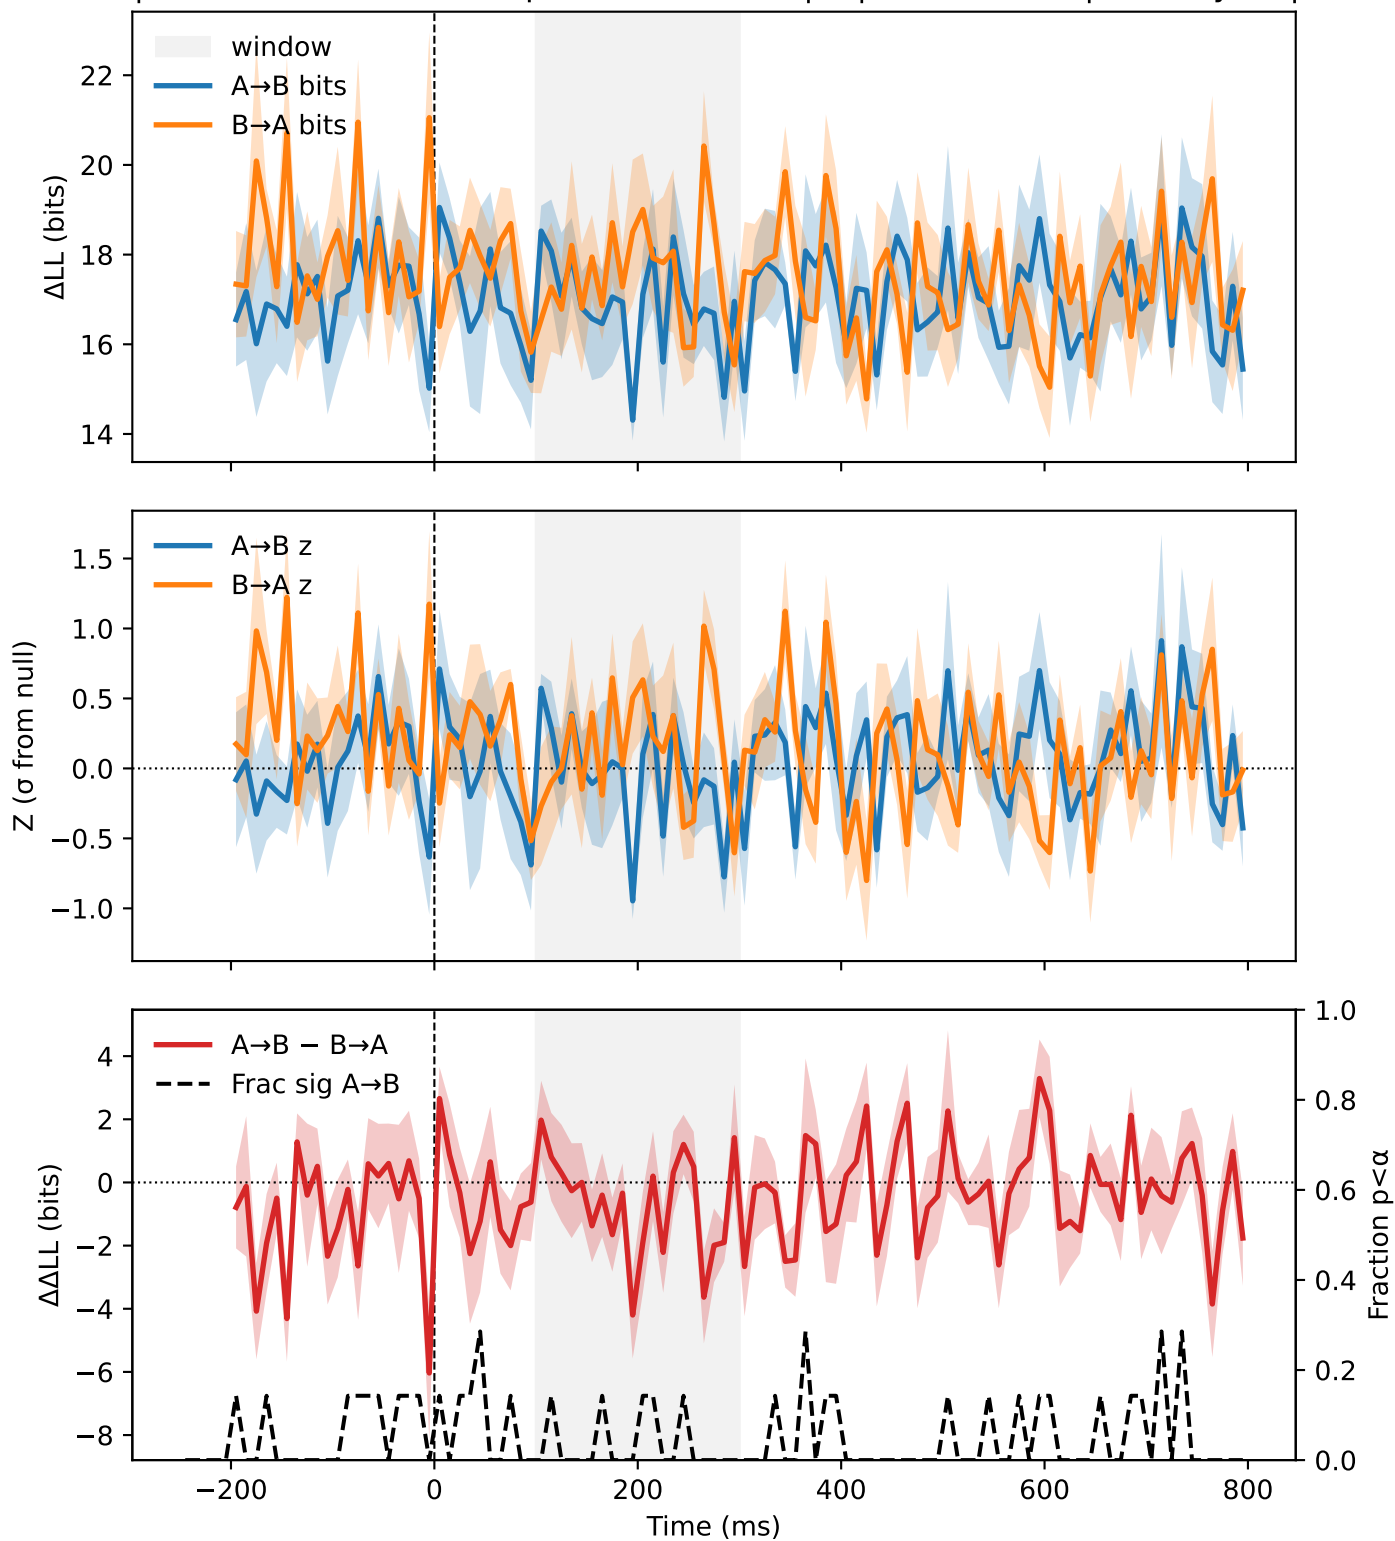 window
A→B bits
B→A bits
ΔLL (bits)
22
20
18
16
14
A→B z
B→A z
Z (σ from null)
1.5
1.0
0.5
0.0
−0.5
−1.0
A→B − B→A
Frac sig A→B
ΔΔLL (bits)
4
2
0
−2
−4
−6
−8
1.0
0.8
0.6
0.4
0.2
0.0
Fraction p<α
−200
0
200
400
600
800
Time (ms)